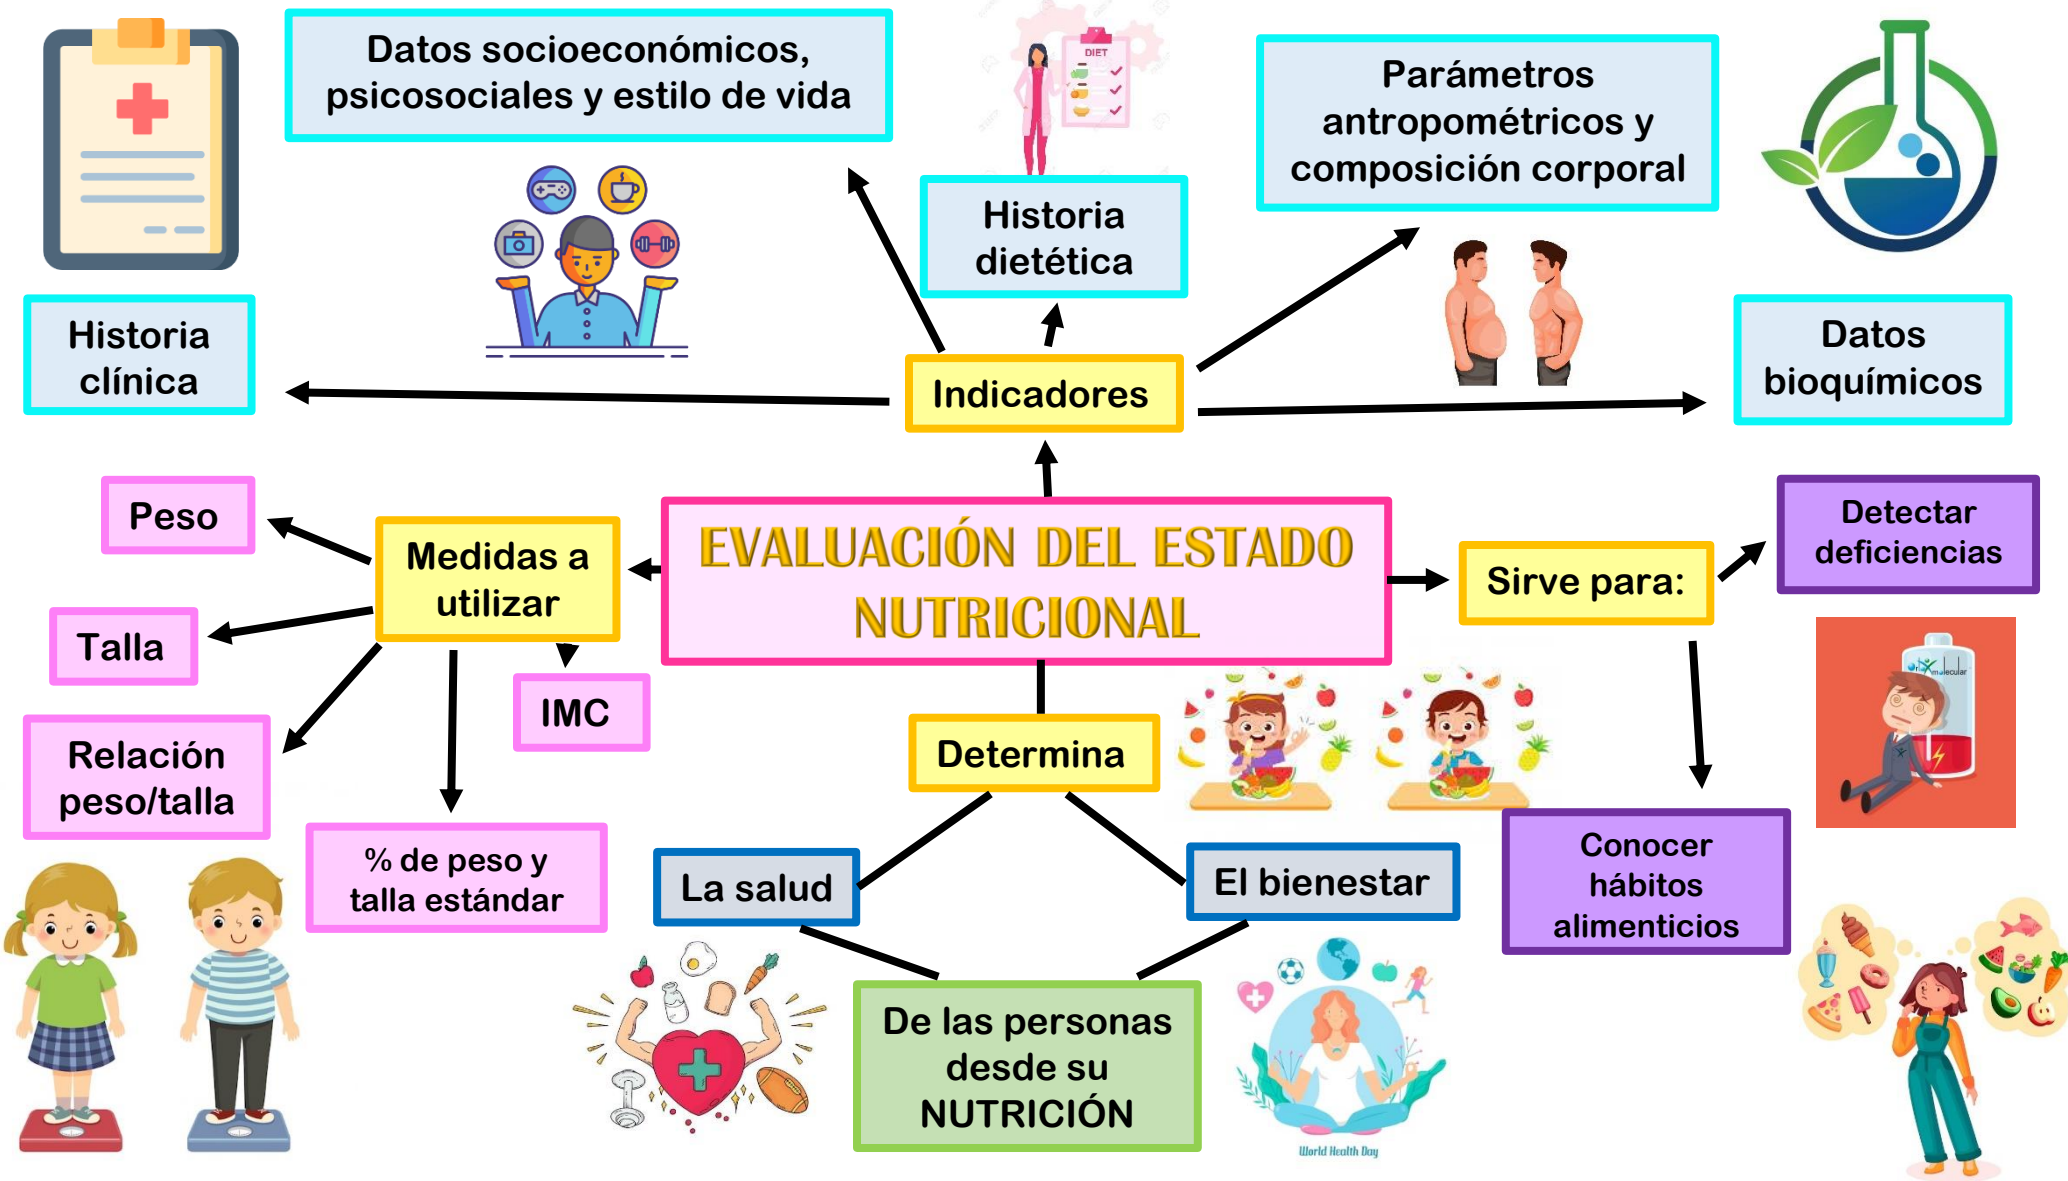 Datos socioeconómicos,
psicosociales y estilo de vida
DIET
Parámetros
antropométricos y
composición corporal
Historia
dietética
Historia
clínica
Indicadores
Datos
bioquímicos
Peso
Medidas a
utilizar
Talla
Relación
peso/talla
% de peso y
talla estándar
IMC
EVALUACIÓN DEL ESTADO
NUTRICIONAL
Sirve para:
Detectar
deficiencias
Conocer
hábitos
alimenticios
Determina
La salud
El bienestar
De las personas
desde su
NUTRICIÓN
World Health Day